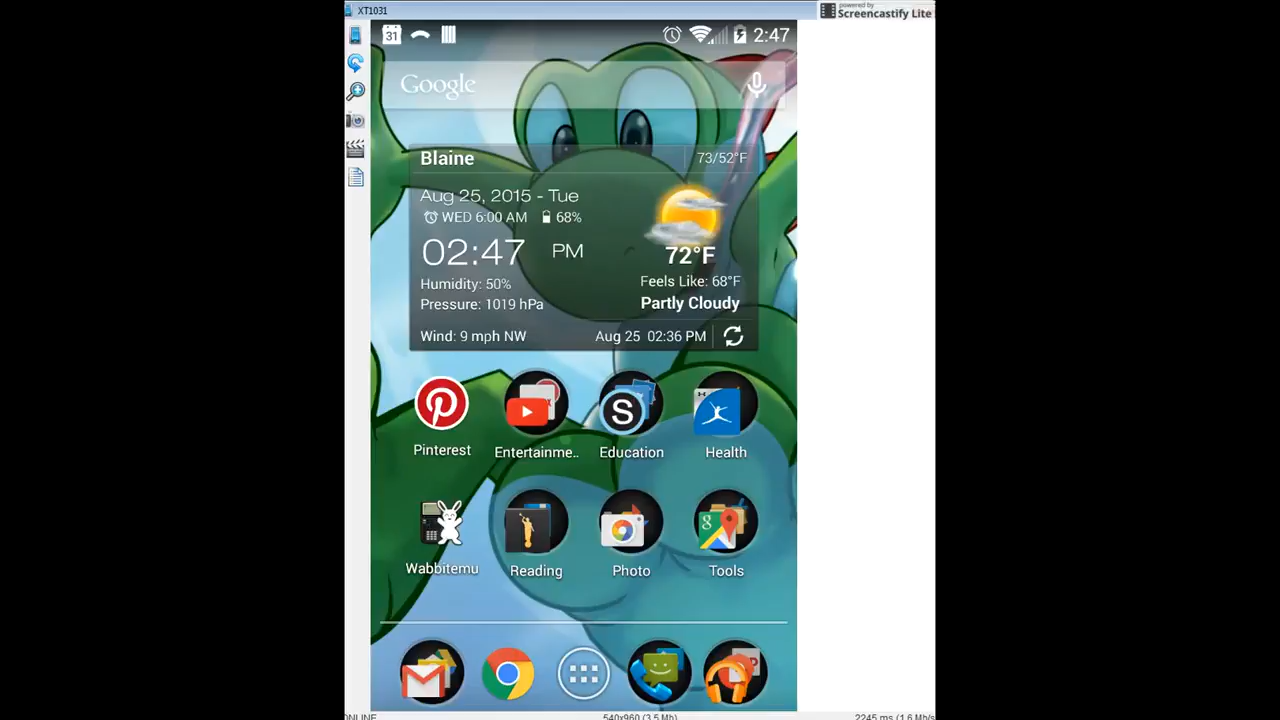 XT1031
powered by
Screencastify Lite
31
2:47
Google
Blaine
73/52°F
Aug 25, 2015 - Tue
WED 6:00 AM 68%
02:47 PM
72°F
Humidity: 50%
Feels Like: 68°F
Pressure: 1019 hPa
Partly Cloudy
Wind: 9 mph NW
Aug 25 02:36 PM
Pinterest
Entertainme..
Education
Health
Wabbitemu
Reading
Photo
Tools
ONLINE
540x960 (3.5 Mb)
2245 ms (1.6 Mb/s